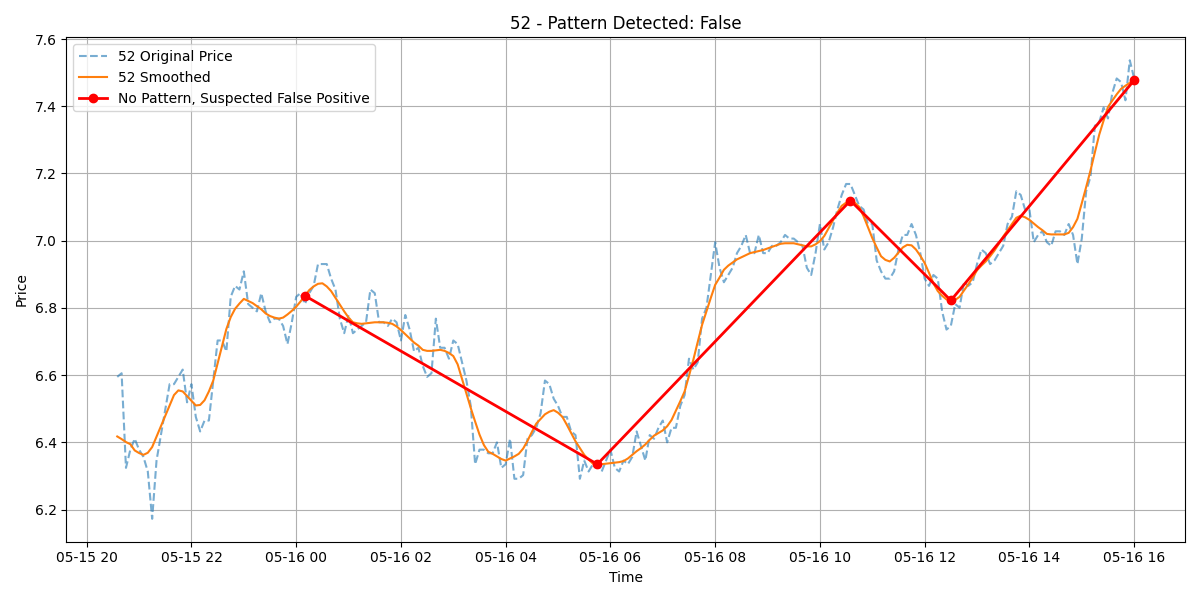 52 - Pattern Detected: False
52 Original Price
52 Smoothed
No Pattern, Suspected False Positive
Price
7.6
7.4
7.2
7.0
6.8
6.6
6.4
6.2
05-15 20 05-15 22 05-16 00 05-16 02 05-16 04 05-16 06 05-16 08 05-16 10 05-16 12 05-16 14 05-16 16
Time